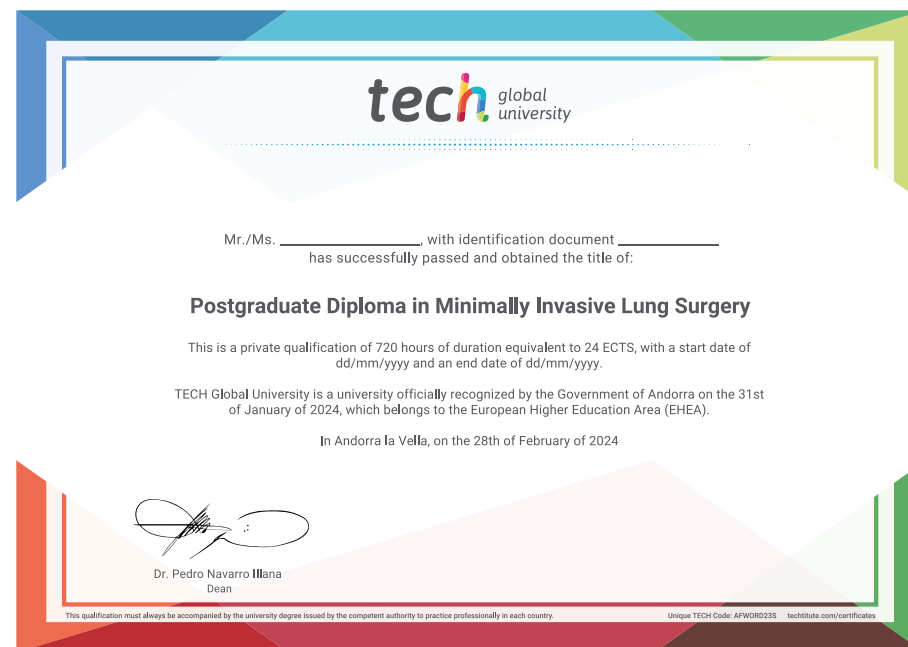 tech global university
Mr./Ms. ____________________, with identification document ______________
has successfully passed and obtained the title of:
Postgraduate Diploma in Minimally Invasive Lung Surgery
This is a private qualification of 720 hours of duration equivalent to 24 ECTS, with a start date of
dd/mm/yyyy and an end date of dd/mm/yyyy.
TECH Global University is a university officially recognized by the Government of Andorra on the 31st
of January of 2024, which belongs to the European Higher Education Area (EHEA).
In Andorra la Vella, on the 28th of February of 2024
Dr. Pedro Navarro Illana
Dean
This qualification must always be accompanied by the university degree issued by the competent authority to practice professionally in each country. Unique TECH Code: AFWORD23S techtitute.com/certificates